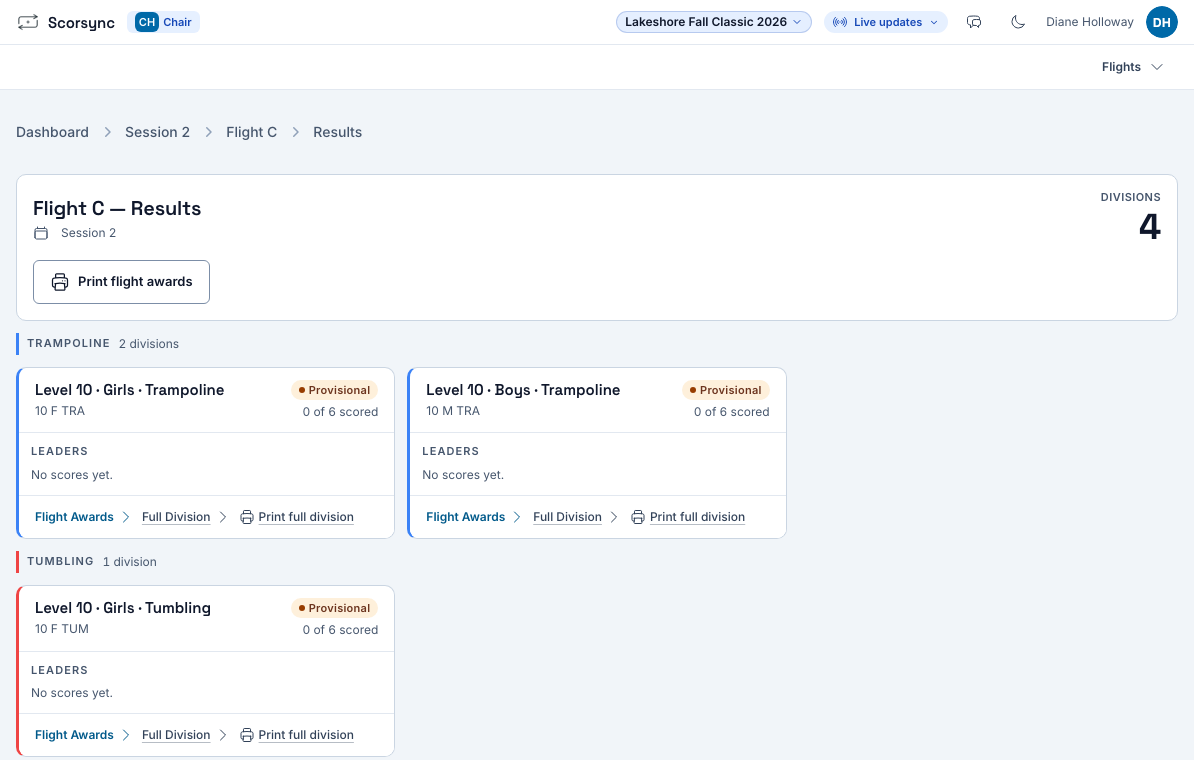 Scorsync CH Chair Lakeshore Fall Classic 2026 Live updates Diane Holloway DH
Flights
Dashboard Session 2 Flight C Results
Flight C — Results
Session 2
DIVISIONS
4
Print flight awards
TRAMPOLINE 2 divisions
Level 10 · Girls · Trampoline Provisional
10 F TRA 0 of 6 scored
LEADERS
No scores yet.
Flight Awards Full Division Print full division
Level 10 · Boys · Trampoline Provisional
10 M TRA 0 of 6 scored
LEADERS
No scores yet.
Flight Awards Full Division Print full division
TUMBLING 1 division
Level 10 · Girls · Tumbling Provisional
10 F TUM 0 of 6 scored
LEADERS
No scores yet.
Flight Awards Full Division Print full division